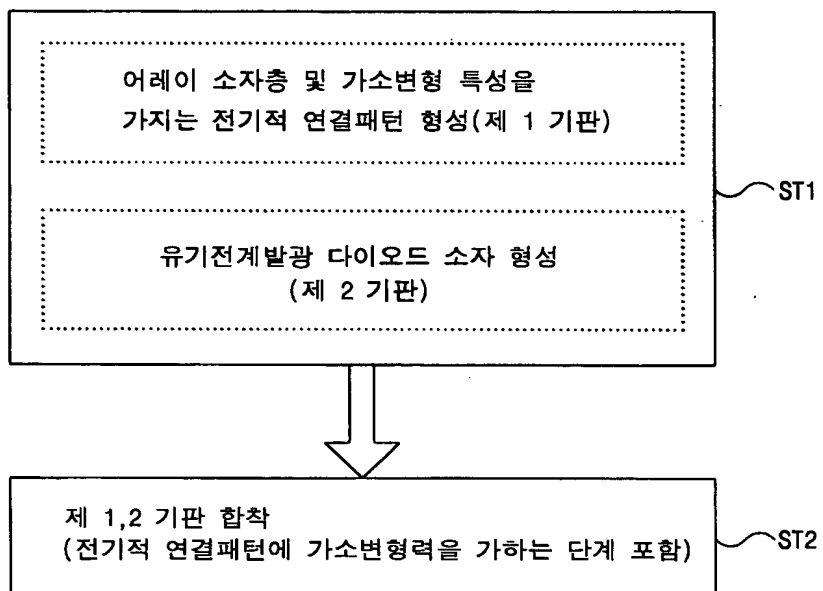 어레이 소자층 및 가소변형 특성을
가지는 전기적 연결패턴 형성(제 1 기판)
ST1
유기전계발광 다이오드 소자 형성
(제 2 기판)
제 1,2 기판 합착
(전기적 연결패턴에 가소변형력을 가하는 단계 포함)
ST2